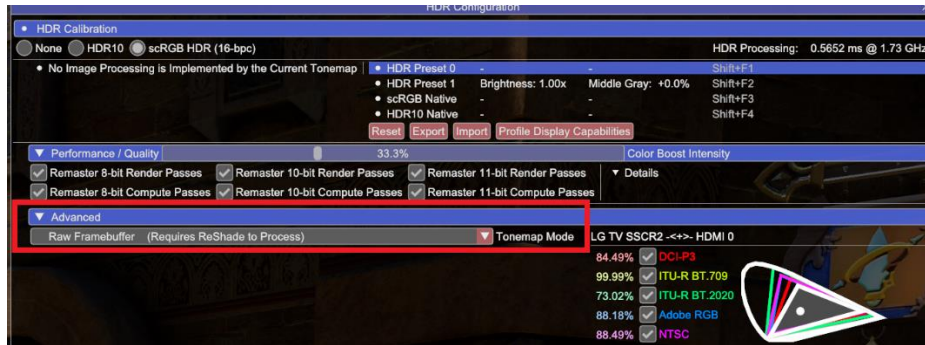 HDR Configuration
HDR Calibration
None HDR10 scRGB HDR (16-bpc) HDR Processing: 0.5652 ms @ 1.73 GHz
No Image Processing is Implemented by the Current Tonemap
HDR Preset 0 - - Shift+F1
HDR Preset 1 Brightness: 1.00x Middle Gray: +0.0% Shift+F2
scRGB Native - - Shift+F3
HDR10 Native - - Shift+F4
Reset Export Import Profile Display Capabilities
Performance / Quality 33.3% Color Boost Intensity
Remaster 8-bit Render Passes Remaster 10-bit Render Passes Remaster 11-bit Render Passes Details
Remaster 8-bit Compute Passes Remaster 10-bit Compute Passes Remaster 11-bit Compute Passes
Advanced
Raw Framebuffer (Requires ReShade to Process) Tonemap Mode LG TV SSCR2 -<+>- HDMI 0
84.49% DCI-P3
99.99% ITU-R BT.709
73.02% ITU-R BT.2020
88.18% Adobe RGB
88.49% NTSC